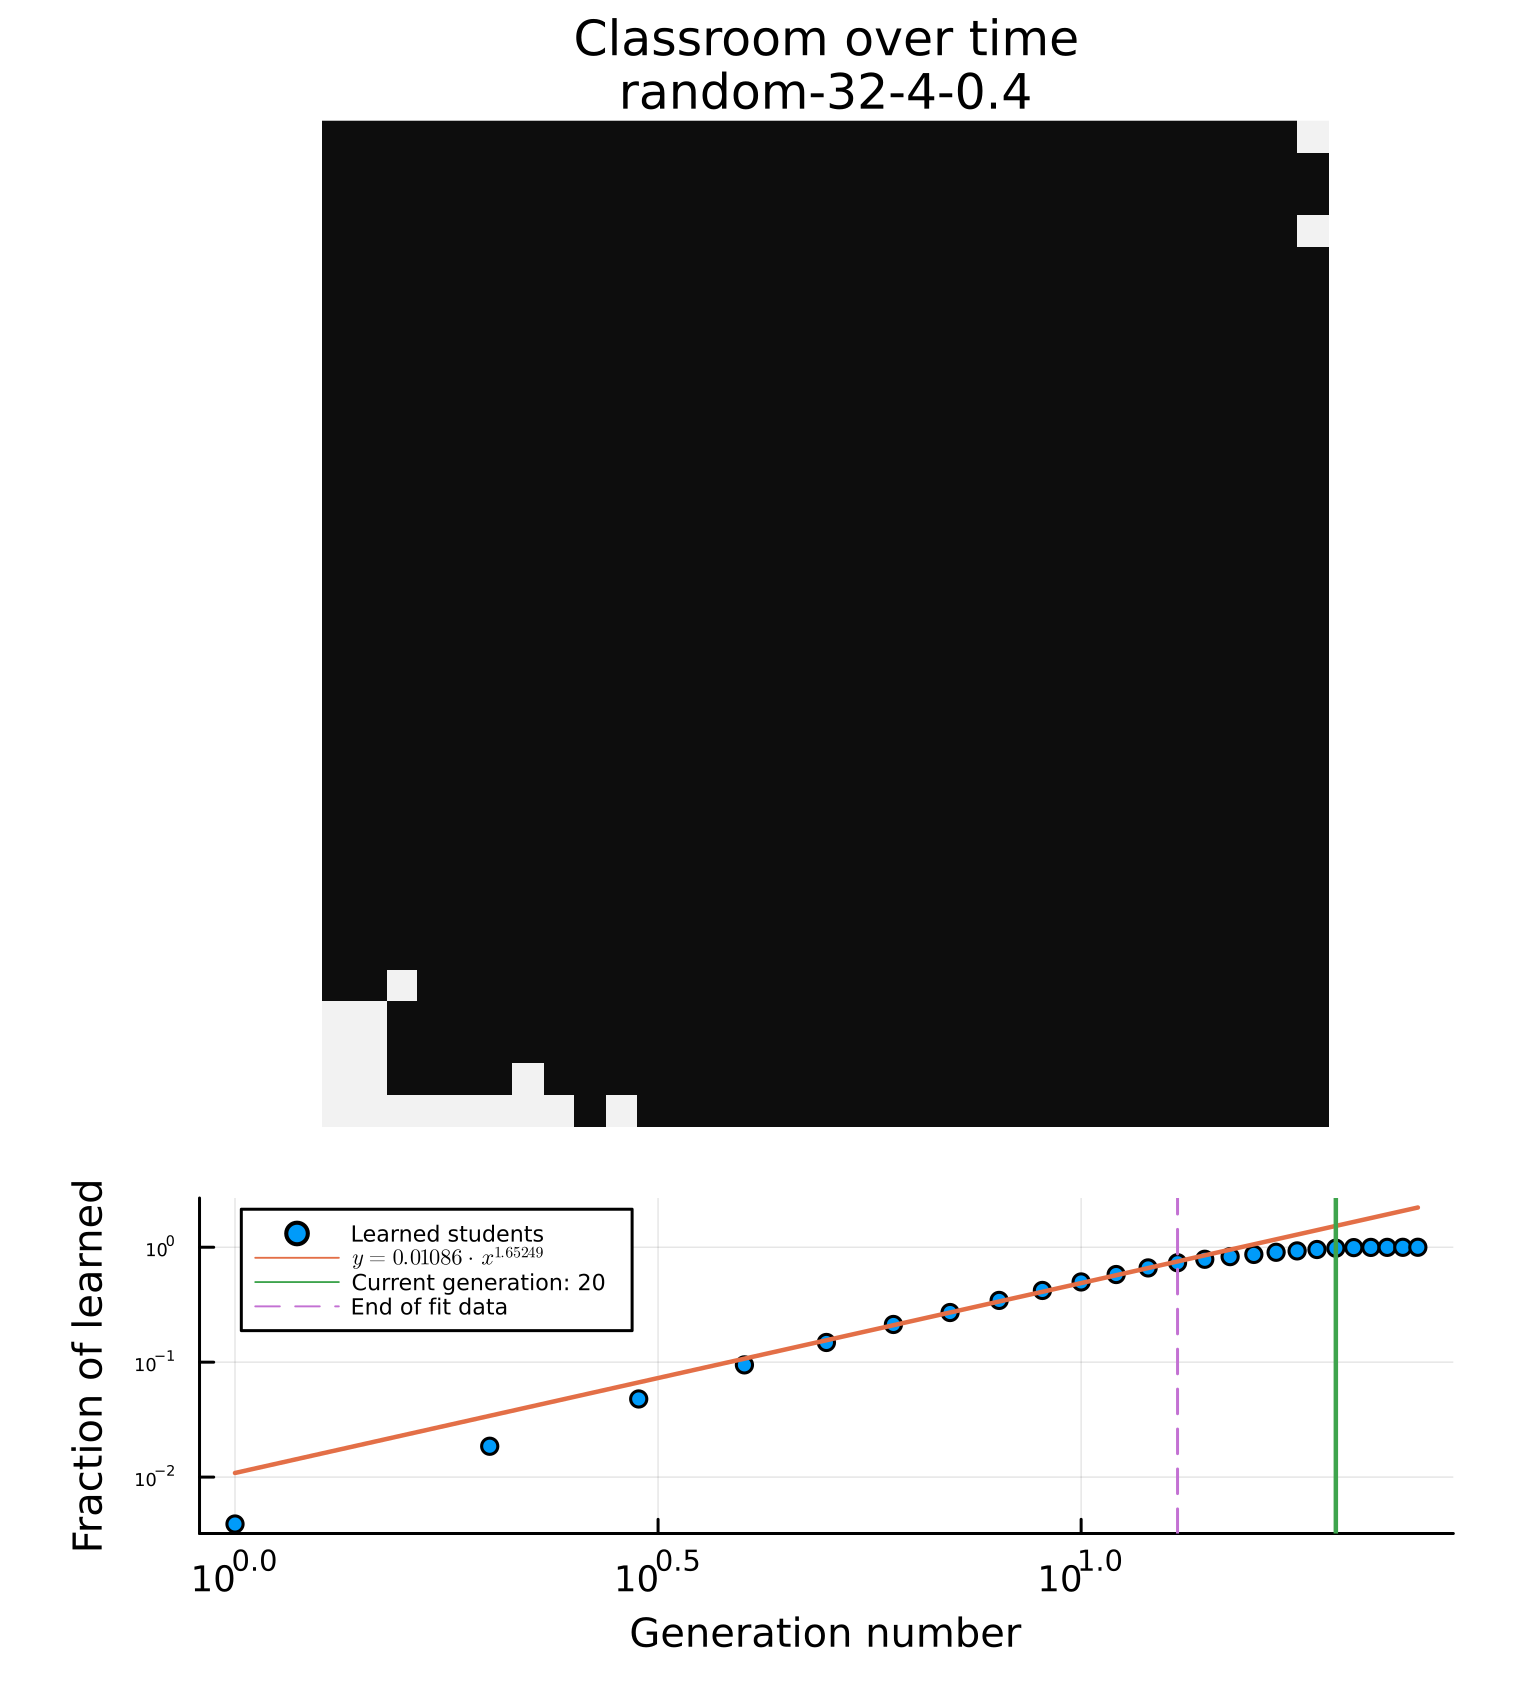 Classroom over time
random-32-4-0.4
Fraction of learned
10^0
10^−1
10^−2
Learned students
y = 0.01086 · x^1.65249
Current generation: 20
End of fit data
10^0.0 10^0.5 10^1.0
Generation number